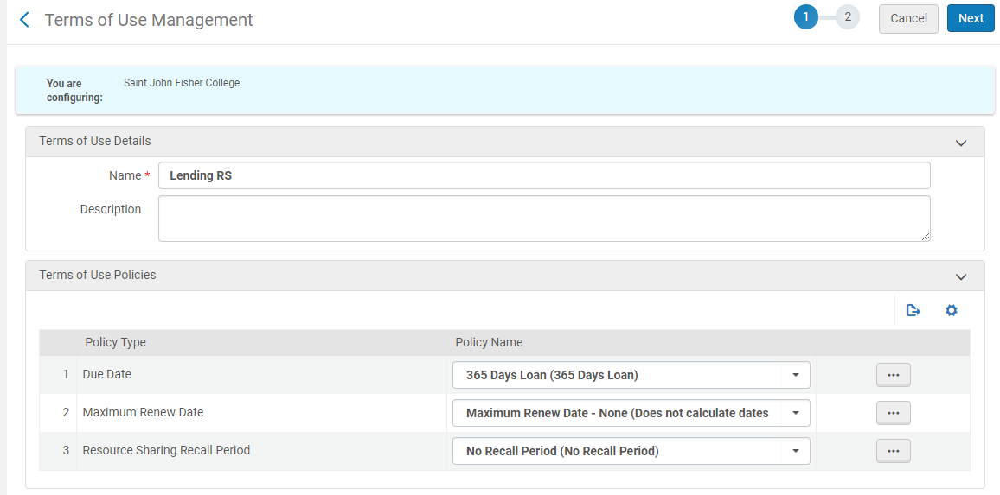 Terms of Use Management
1
2
Cancel
Next
You are
configuring:
Saint John Fisher College
Terms of Use Details
Name *
Lending RS
Description
Terms of Use Policies
Policy Type
Policy Name
1 Due Date
365 Days Loan (365 Days Loan)
2 Maximum Renew Date
Maximum Renew Date - None (Does not calculate dates
3 Resource Sharing Recall Period
No Recall Period (No Recall Period)